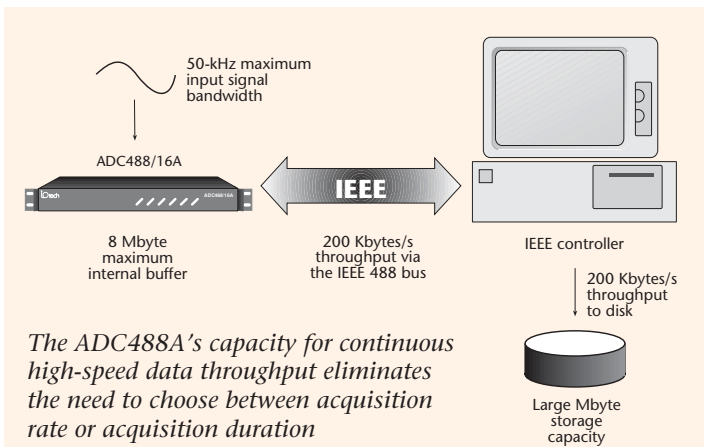 50-kHz maximum
input signal
bandwidth
ADC488/16A
IOtech
ADC488/16A
8 Mbyte
maximum
internal buffer
IEEE
200 Kbytes/s
throughput via
the IEEE 488 bus
IEEE controller
200 Kbytes/s
throughput
to disk
Large Mbyte
storage
capacity
The ADC488A's capacity for continuous
high-speed data throughput eliminates
the need to choose between acquisition
rate or acquisition duration